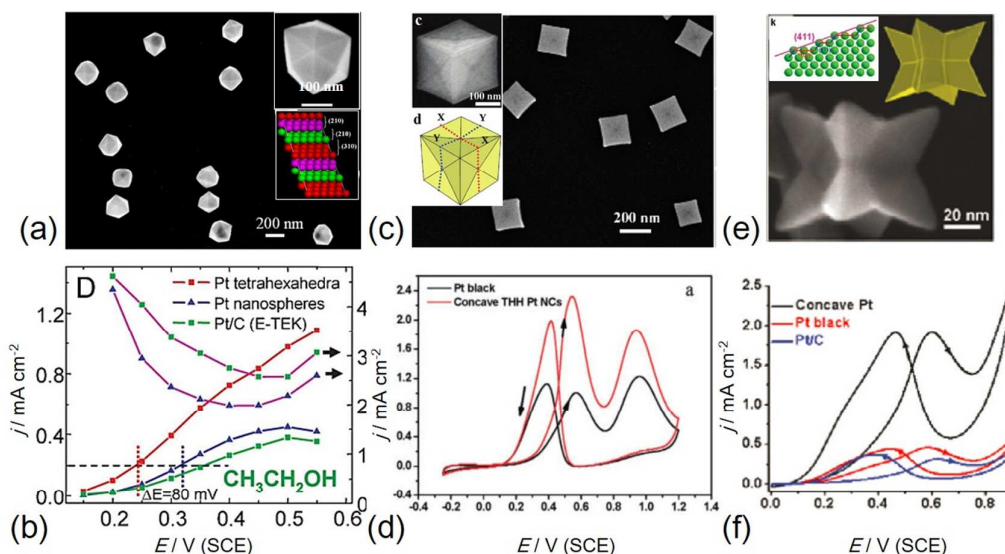 (a)
200 nm
100 nm
(210)
(210)
(310)
(c)
c
100 nm
d
X
Y
Y
X
200 nm
(e)
k
(411)
20 nm
(b)
D
Pt tetrahexahedra
Pt nanospheres
Pt/C (E-TEK)
CH3CH2OH
ΔE=80 mV
j / mA cm-2
1.2
0.8
0.4
0.0
4
3
2
1
0
0.2 0.3 0.4 0.5 0.6
E / V (SCE)
(d)
a
Pt black
Concave THH Pt NCs
j / mA cm-2
2.4
2.0
1.6
1.2
0.8
0.4
0.0
-0.4
-0.2 0.0 0.2 0.4 0.6 0.8 1.0 1.2 1.4
E / V (SCE)
(f)
Concave Pt
Pt black
Pt/C
j / mA cm-2
2.5
2.0
1.5
1.0
0.5
0.0
0.0 0.2 0.4 0.6 0.8
E / V (SCE)